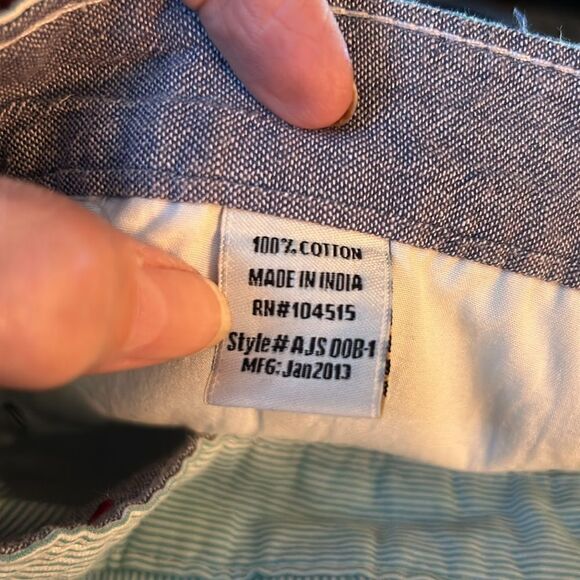 100% COTTON
MADE IN INDIA
RN#104515
Style# AJS 00B-1
MFG: Jan2013